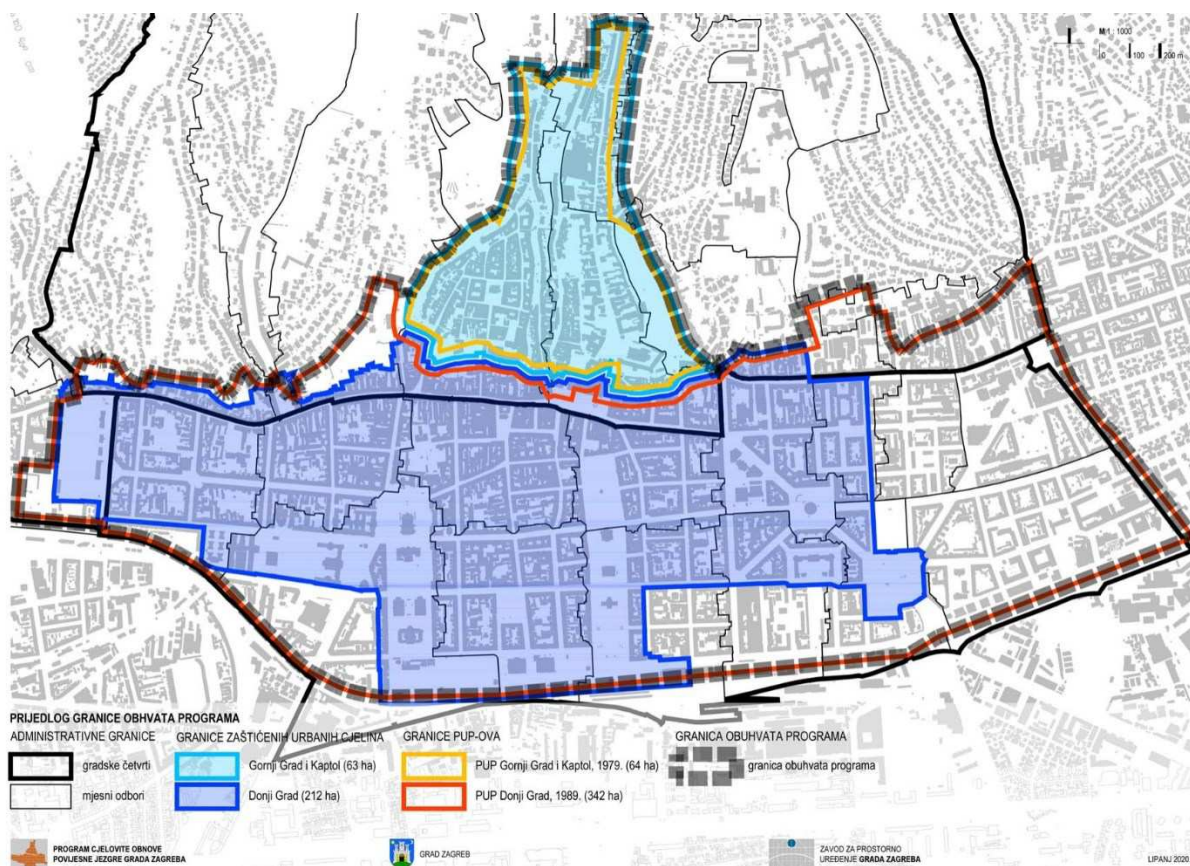 M 1 : 1000
0 100 200 m
PRIJEDLOG GRANICE OBHVATA PROGRAMA
ADMINISTRATIVNE GRANICE
gradske četvrti
mjesni odbori
GRANICE ZAŠTIĆENIH URBANIH CJELINA
Gornji Grad i Kaptol (63 ha)
Donji Grad (212 ha)
GRANICE PUP-OVA
PUP Gornji Grad i Kaptol, 1979. (64 ha)
PUP Donji Grad, 1989. (342 ha)
GRANICA OBUHVATA PROGRAMA
granica obuhvata programa
PROGRAM CJELOVITE OBNOVE
POVIJESNE JEZGRE GRADA ZAGREBA
GRAD ZAGREB
ZAVOD ZA PROSTORNO
UREĐENJE GRADA ZAGREBA
LIPANJ 2020